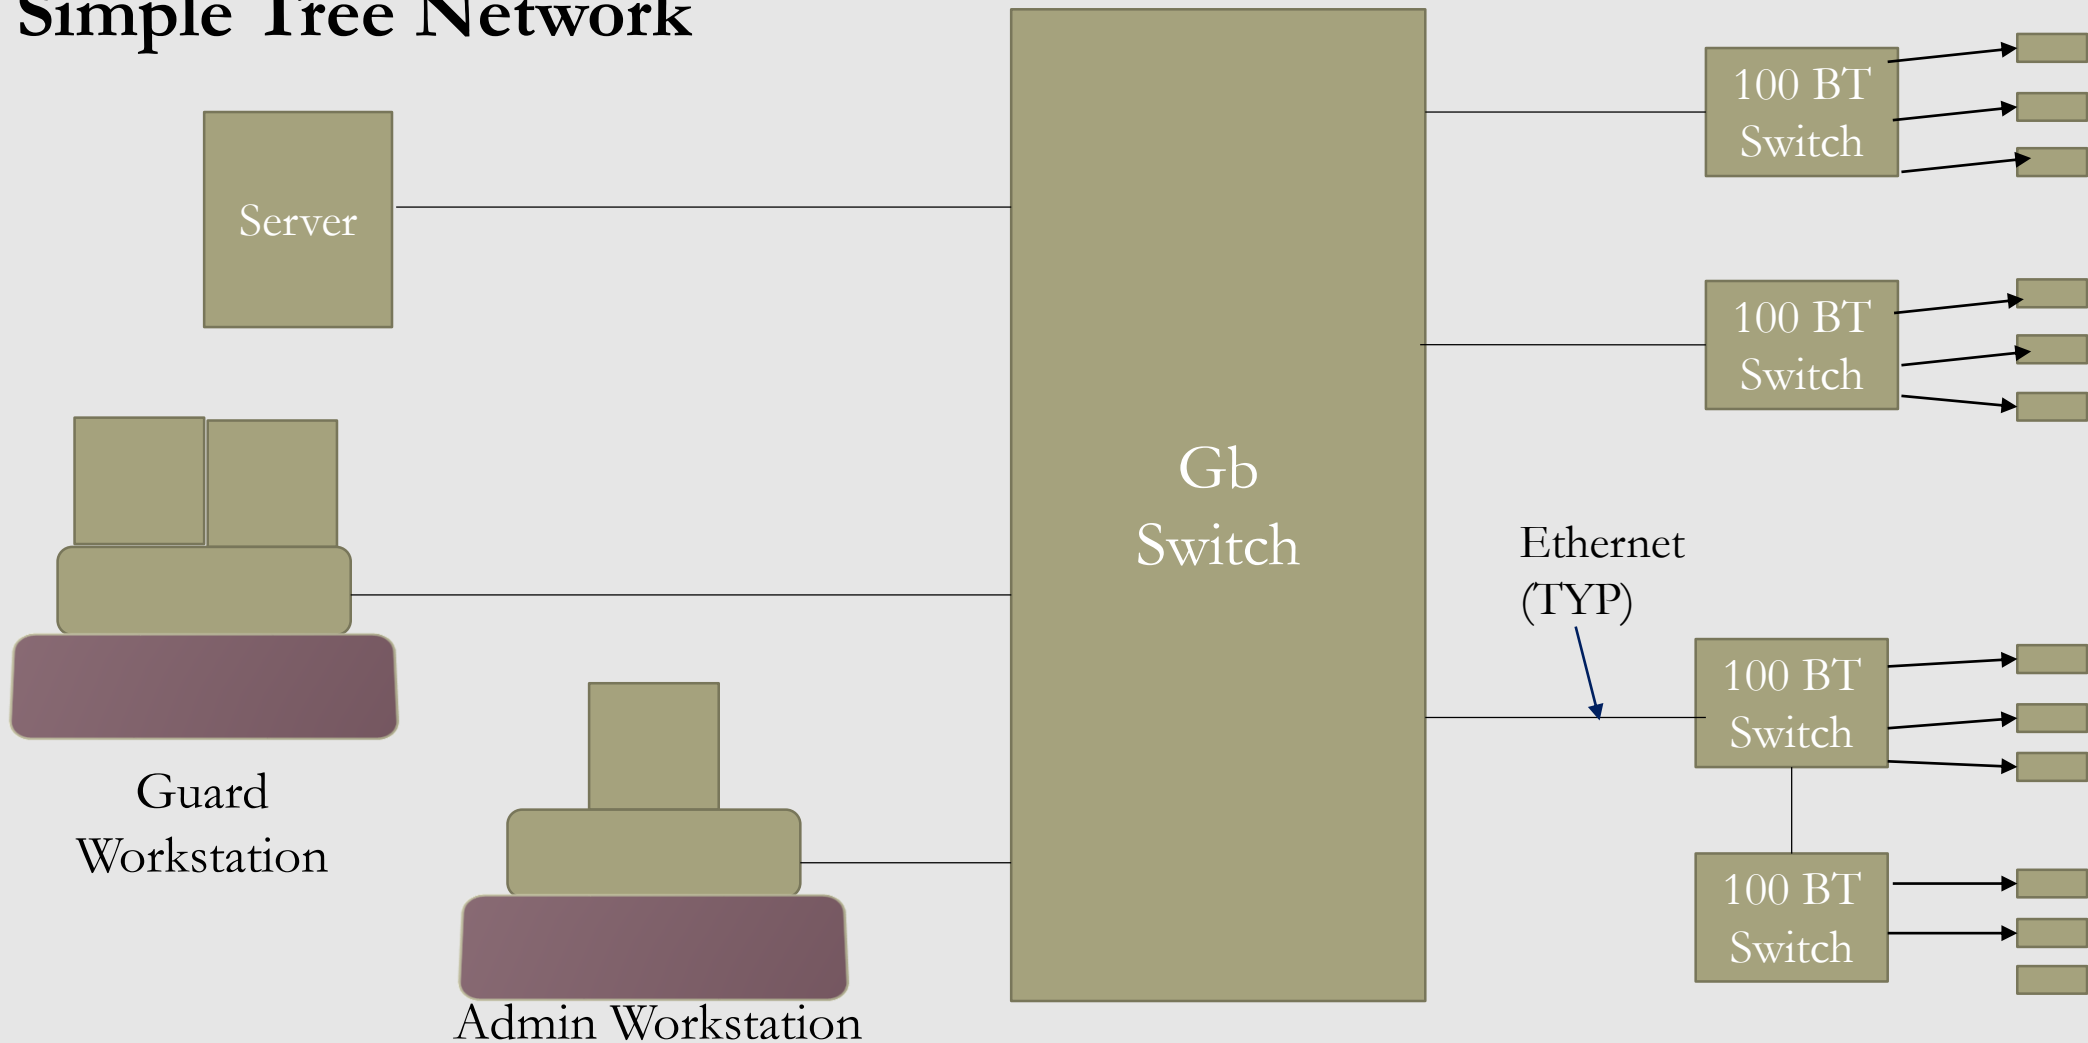 Simple Tree Network
Server
Guard
Workstation
Admin Workstation
Gb
Switch
Ethernet
(TYP)
100 BT
Switch
100 BT
Switch
100 BT
Switch
100 BT
Switch